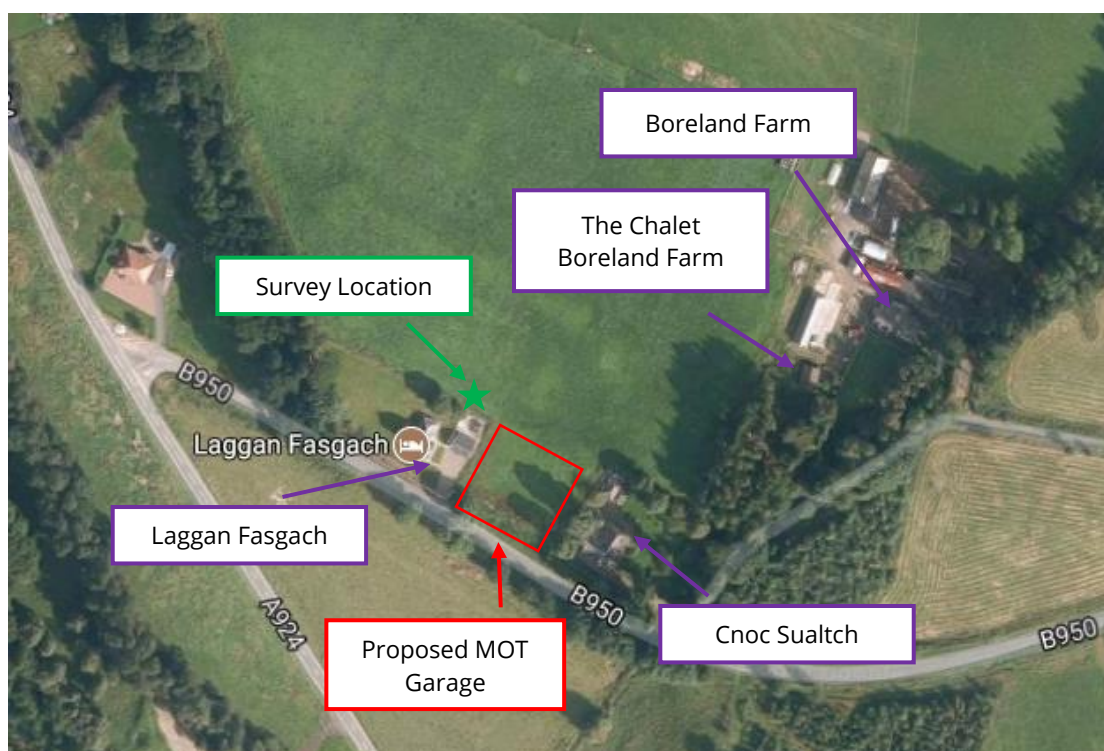 Boreland Farm
The Chalet
Boreland Farm
Survey Location
B950
Laggan Fasgach
Laggan Fasgach
A924
Proposed MOT
Garage
B950
Cnoc Sualtch
B950